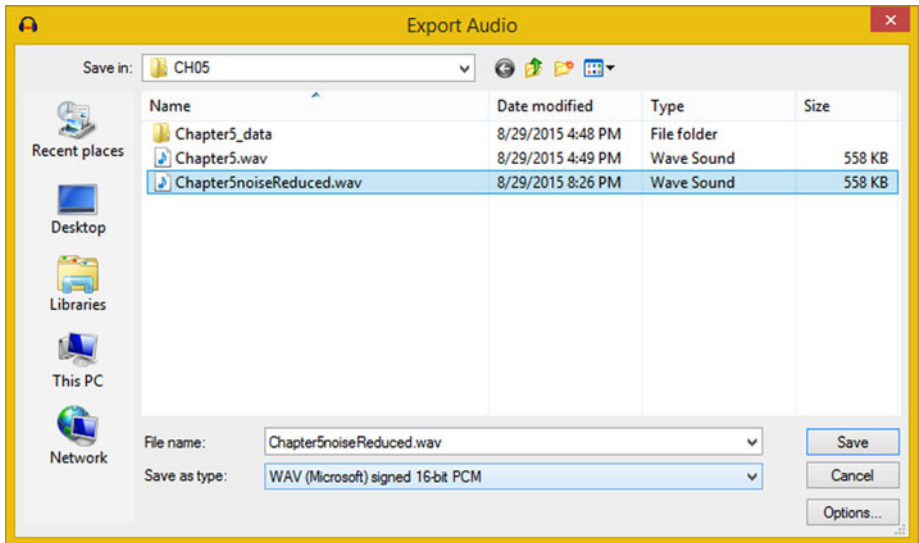 Export Audio
Save in: CH05
Name Date modified Type Size
Chapter5_data 8/29/2015 4:48 PM File folder
Chapter5.wav 8/29/2015 4:49 PM Wave Sound 558 KB
Chapter5noiseReduced.wav 8/29/2015 8:26 PM Wave Sound 558 KB
Recent places
Desktop
Libraries
This PC
Network
File name: Chapter5noiseReduced.wav Save
Save as type: WAV (Microsoft) signed 16-bit PCM Cancel
Options...